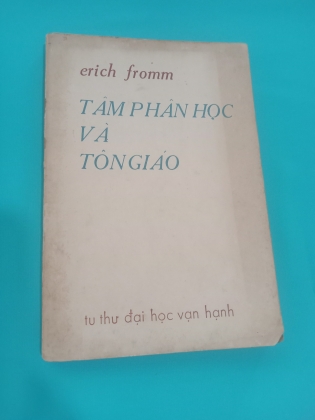 erich fromm
TÂM PHÂN HỌC
VÀ
TÔN GIÁO
tu thư đại học vạn hạnh